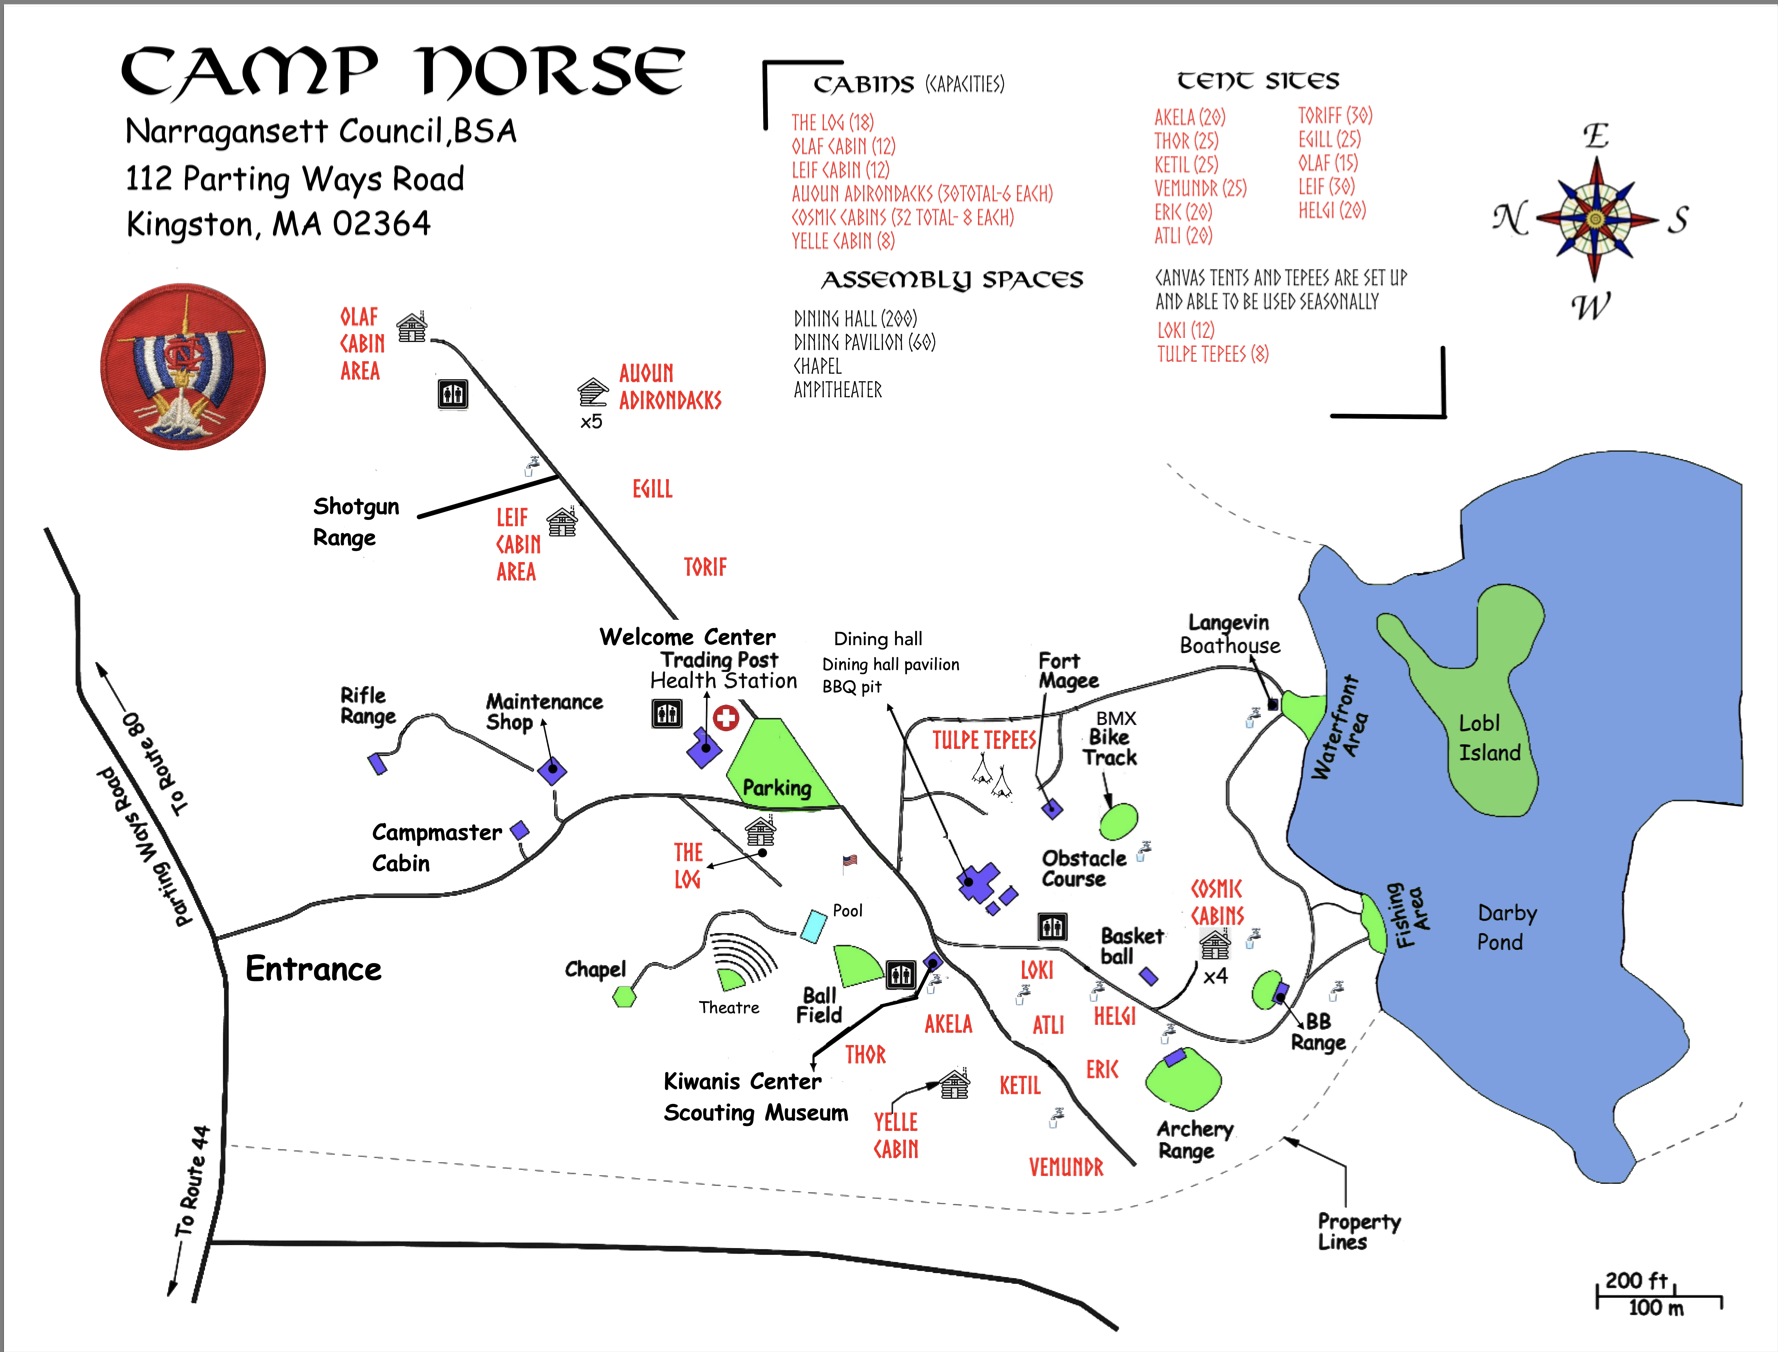 CAMP NORSE
Narragansett Council,BSA
112 Parting Ways Road
Kingston, MA 02364
CABINS (CAPACITIES)
THE LOG (18)
OLAF CABIN (12)
LEIF CABIN (12)
AUOUN ADIRONDACKS (30TOTAL-6 EACH)
COSMIC CABINS (32 TOTAL- 8 EACH)
YELLE CABIN (8)
ASSEMBLY SPACES
DINING HALL (200)
DINING PAVILION (60)
CHAPEL
AMPITHEATER
TENT SITES
AKELA (20)
THOR (25)
KETIL (25)
VEMUNDR (25)
ERIC (20)
ATLI (20)
TORIFF (30)
EGILL (25)
OLAF (15)
LEIF (30)
HELGI (20)
CANVAS TENTS AND TEPEES ARE SET UP
AND ABLE TO BE USED SEASONALLY
LOKI (12)
TULPE TEPEES (8)
E
N
S
W
OLAF
CABIN
AREA
AUOUN
ADIRONDACKS
x5
EGILL
Shotgun
Range
LEIF
CABIN
AREA
TORIF
Welcome Center
Trading Post
Health Station
Dining hall
Dining hall pavilion
BBQ pit
Fort
Magee
Langevin
Boathouse
Rifle
Range
Maintenance
Shop
To Route 80
Parting Ways Road
Campmaster
Cabin
Parking
THE
LOG
TULPE TEPEES
BMX
Bike
Track
Waterfront
Area
Lobl
Island
Obstacle
Course
COSMIC
CABINS
x4
Fishing
Area
Darby
Pond
Pool
Basket
ball
Entrance
Chapel
Theatre
Ball
Field
LOKI
AKELA
ATLI
HELGI
BB
Range
THOR
KETIL
ERIC
Kiwanis Center
Scouting Museum
YELLE
CABIN
VEMUNDR
Archery
Range
To Route 44
Property
Lines
200 ft
100 m